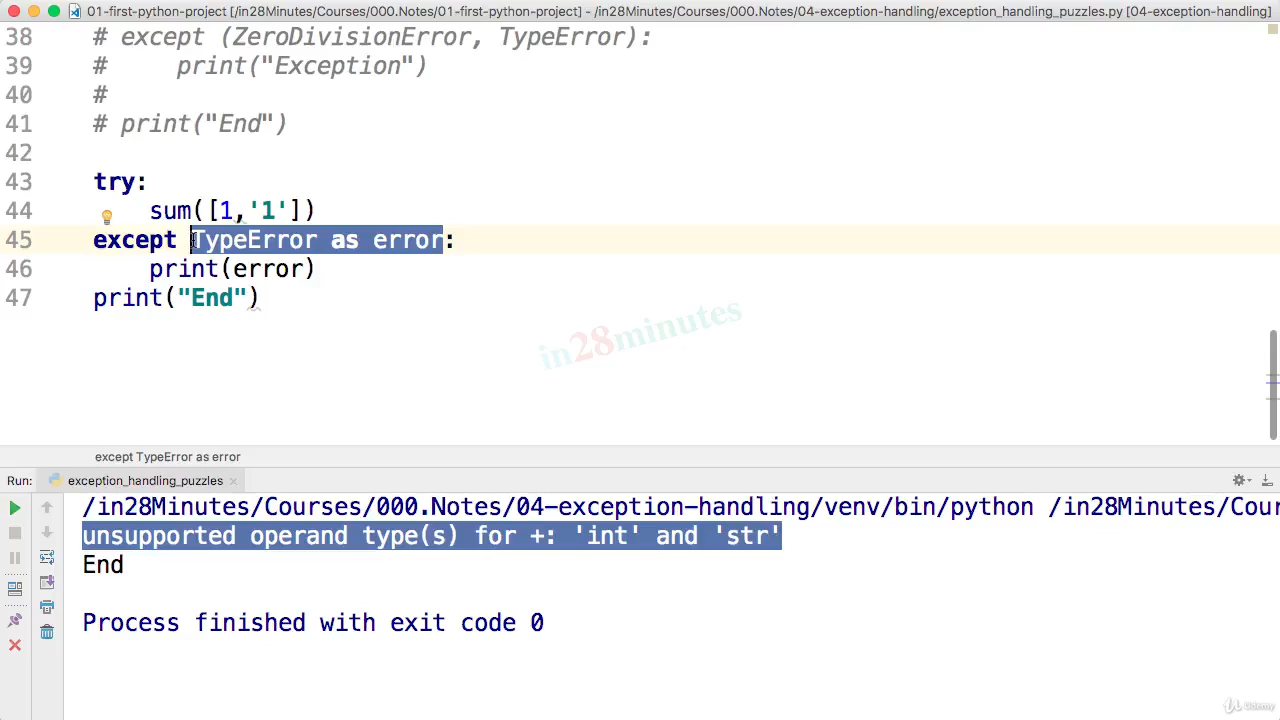 01-first-python-project [/in28Minutes/Courses/000.Notes/01-first-python-project] - /in28Minutes/Courses/000.Notes/04-exception-handling/exception_handling_puzzles.py [04-exception-handling]
38 # except (ZeroDivisionError, TypeError):
39 #     print("Exception")
40 #
41 # print("End")
42
43 try:
44     sum([1,'1'])
45 except TypeError as error:
46     print(error)
47 print("End")
in28minutes
except TypeError as error
Run: exception_handling_puzzles
/in28Minutes/Courses/000.Notes/04-exception-handling/venv/bin/python /in28Minutes/Cour
unsupported operand type(s) for +: 'int' and 'str'
End
Process finished with exit code 0
Udemy